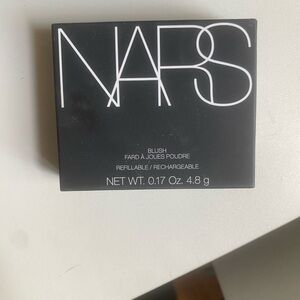 NARS
BLUSH
FARD À JOUES POUDRE
REFILLABLE / RECHARGEABLE
NET WT. 0.17 Oz. 4.8 g